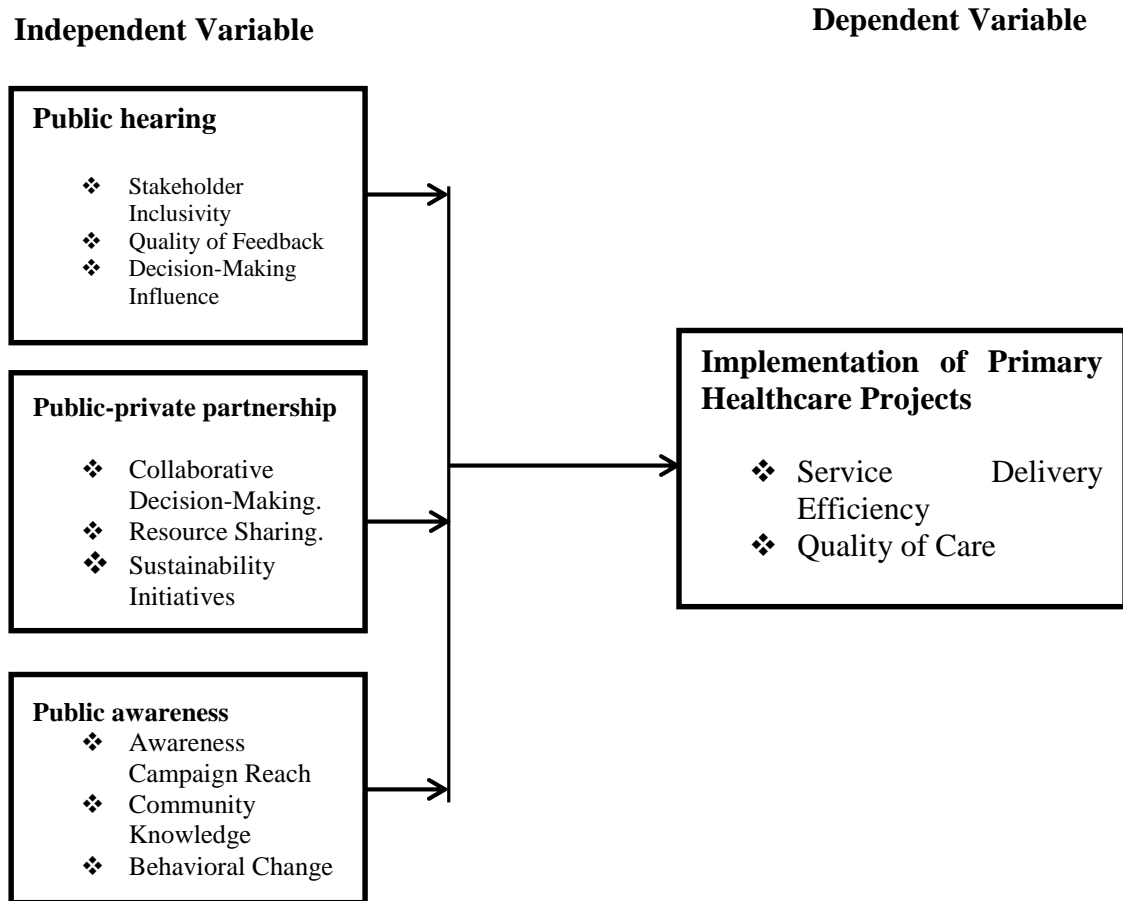 Independent Variable
Dependent Variable
Public hearing
❖ Stakeholder
Inclusivity
❖ Quality of Feedback
❖ Decision-Making
Influence
Public-private partnership
❖ Collaborative
Decision-Making.
❖ Resource Sharing.
❖ Sustainability
Initiatives
Public awareness
❖ Awareness
Campaign Reach
❖ Community
Knowledge
❖ Behavioral Change
Implementation of Primary
Healthcare Projects
❖ Service Delivery
Efficiency
❖ Quality of Care